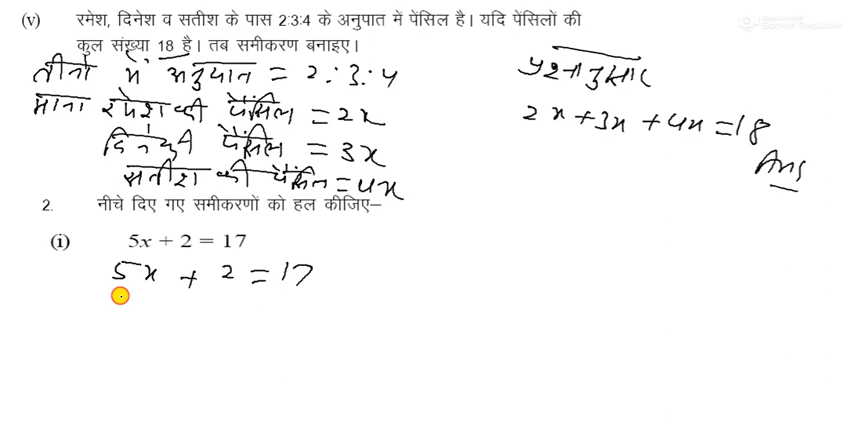 (v) रमेश, दिनेश व सतीश के पास 2:3:4 के अनुपात में पेंसिल है। यदि पेंसिलों की
कुल संख्या 18 है। तब समीकरण बनाइए।
तीनो में अनुपात = 2:3:4
माना रमेश की पेंसिल = 2x
दिनेश की पेंसिल = 3x
सतीश की पेंसिल = 4x
प्रश्नानुसार
2x + 3x + 4x = 18
Ans
2. नीचे दिए गए समीकरणों को हल कीजिए–
(i) 5x + 2 = 17
5x + 2 = 17